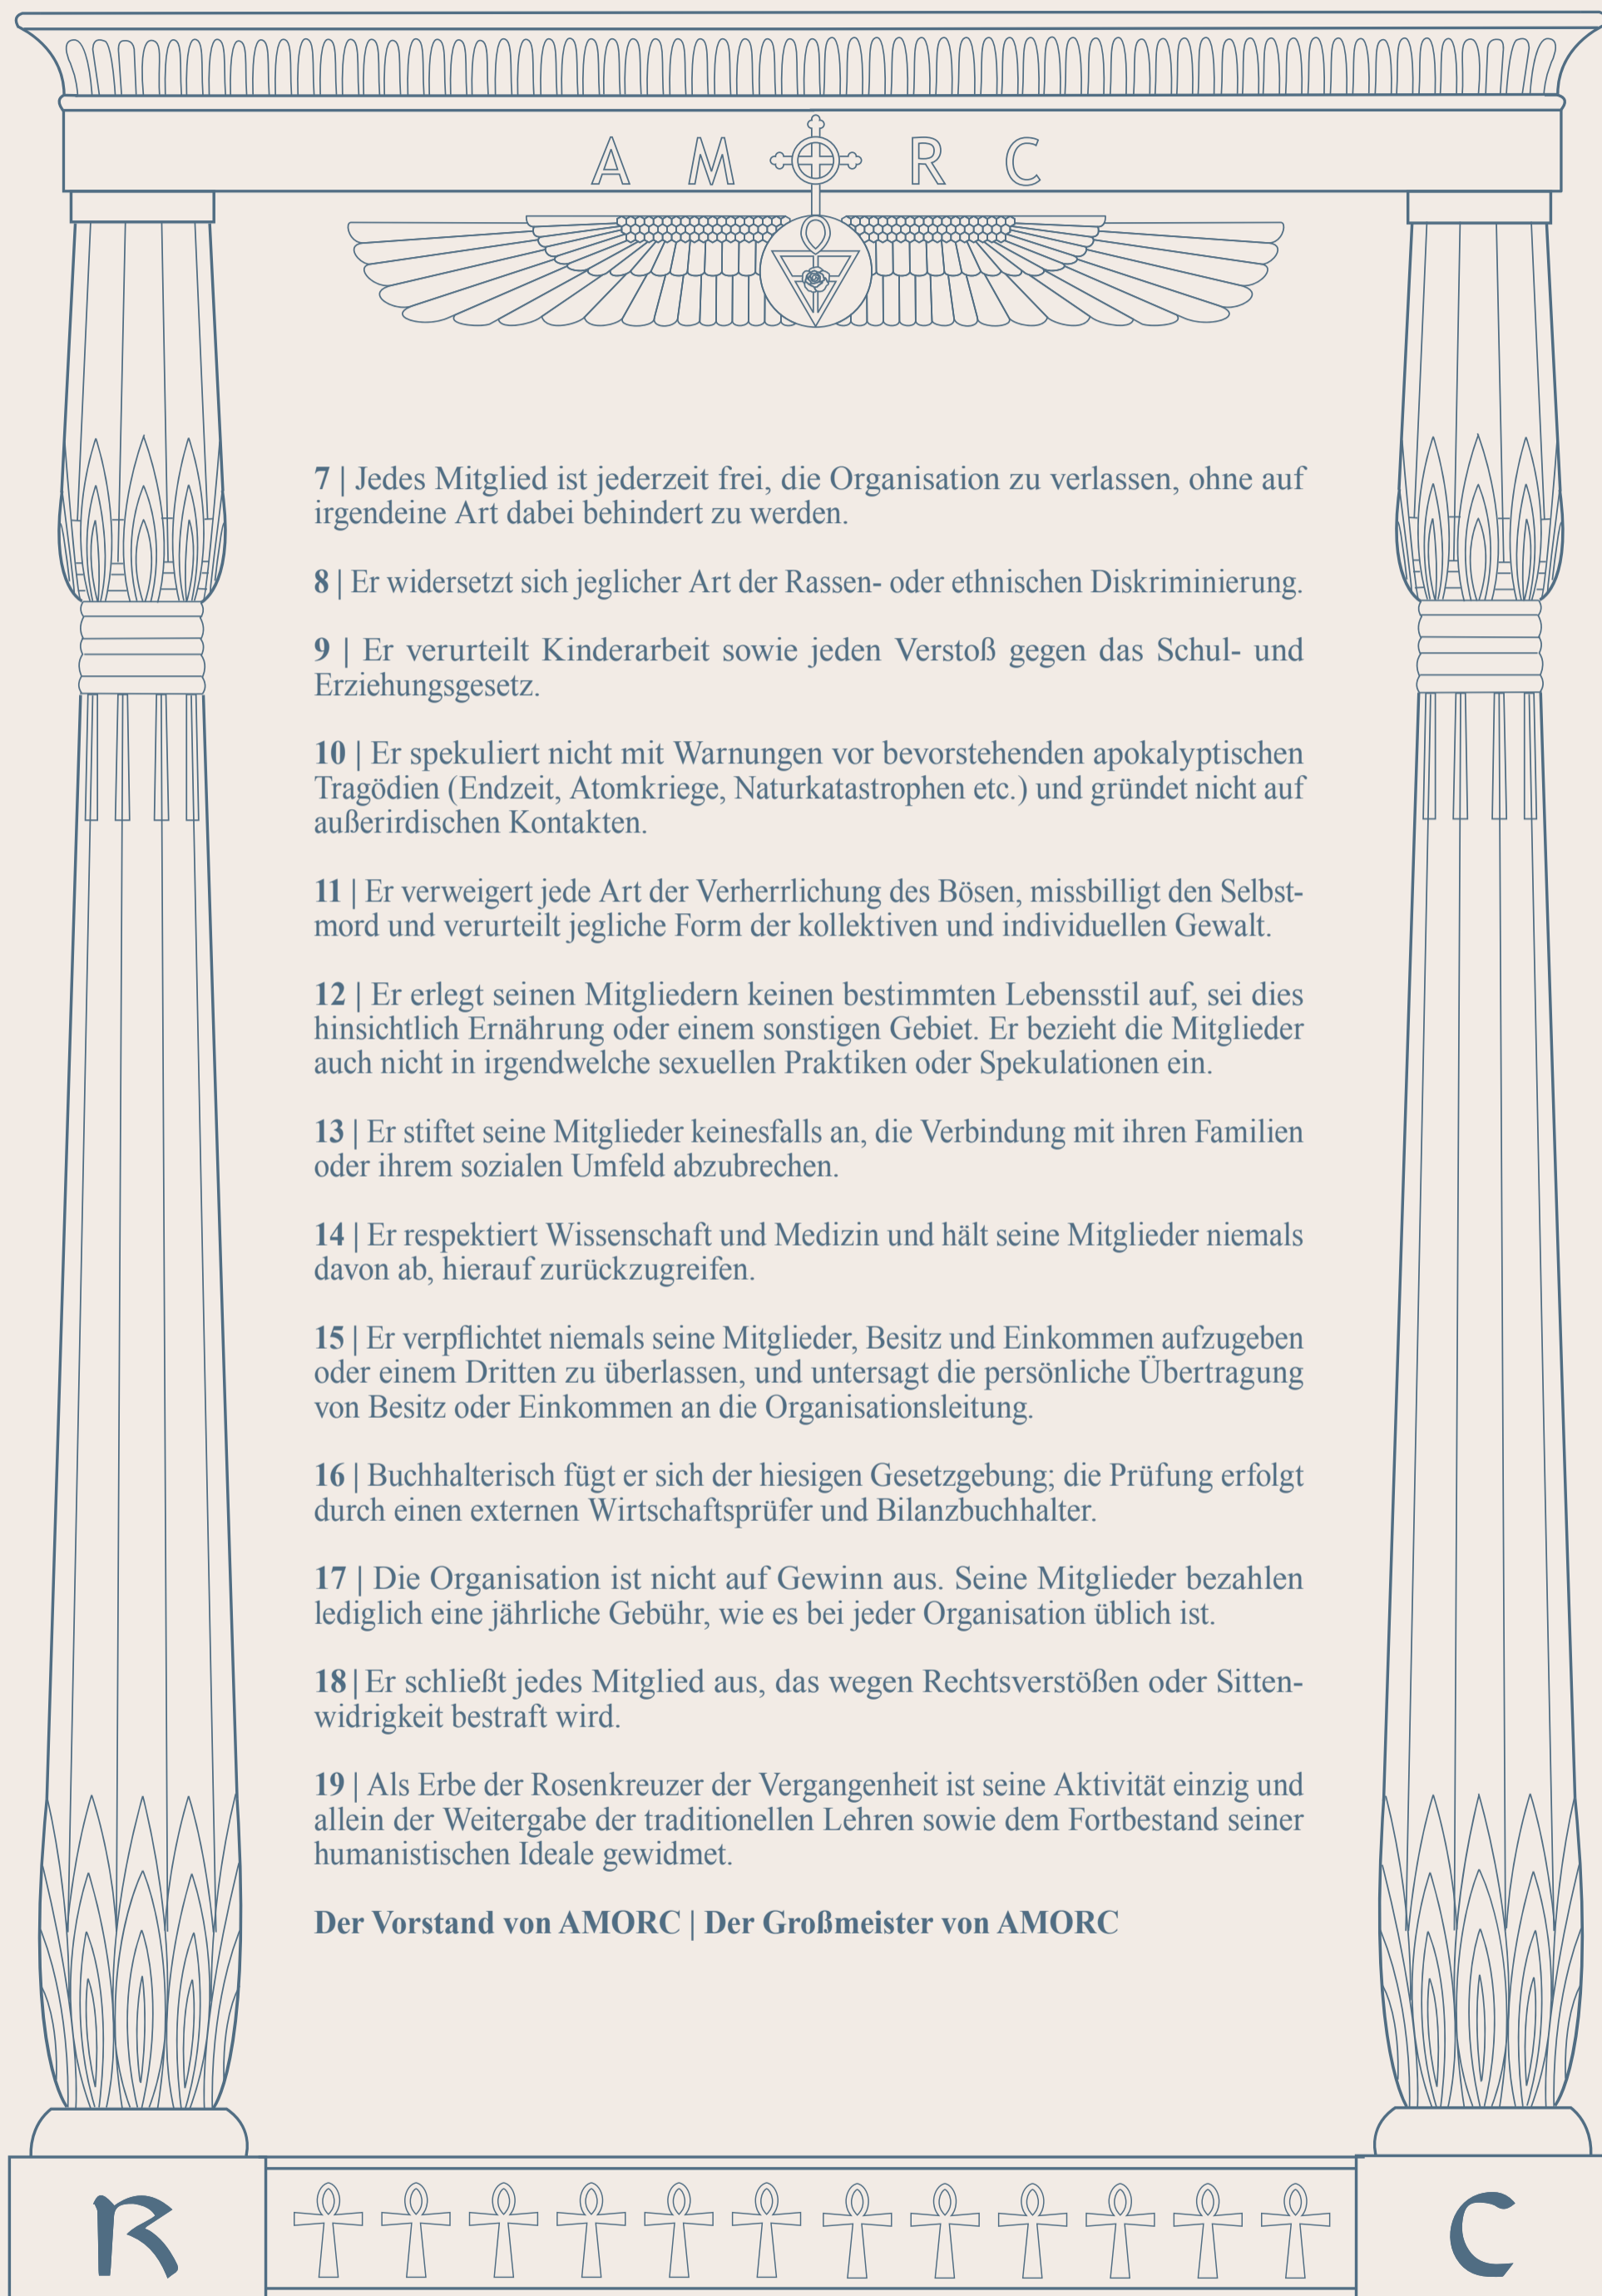 A M R C
7 | Jedes Mitglied ist jederzeit frei, die Organisation zu verlassen, ohne auf
irgendeine Art dabei behindert zu werden.
8 | Er widersetzt sich jeglicher Art der Rassen- oder ethnischen Diskriminierung.
9 | Er verurteilt Kinderarbeit sowie jeden Verstoß gegen das Schul- und
Erziehungsgesetz.
10 | Er spekuliert nicht mit Warnungen vor bevorstehenden apokalyptischen
Tragödien (Endzeit, Atomkriege, Naturkatastrophen etc.) und gründet nicht auf
außerirdischen Kontakten.
11 | Er verweigert jede Art der Verherrlichung des Bösen, missbilligt den Selbst-
mord und verurteilt jegliche Form der kollektiven und individuellen Gewalt.
12 | Er erlegt seinen Mitgliedern keinen bestimmten Lebensstil auf, sei dies
hinsichtlich Ernährung oder einem sonstigen Gebiet. Er bezieht die Mitglieder
auch nicht in irgendwelche sexuellen Praktiken oder Spekulationen ein.
13 | Er stiftet seine Mitglieder keinesfalls an, die Verbindung mit ihren Familien
oder ihrem sozialen Umfeld abzubrechen.
14 | Er respektiert Wissenschaft und Medizin und hält seine Mitglieder niemals
davon ab, hierauf zurückzugreifen.
15 | Er verpflichtet niemals seine Mitglieder, Besitz und Einkommen aufzugeben
oder einem Dritten zu überlassen, und untersagt die persönliche Übertragung
von Besitz oder Einkommen an die Organisationsleitung.
16 | Buchhalterisch fügt er sich der hiesigen Gesetzgebung; die Prüfung erfolgt
durch einen externen Wirtschaftsprüfer und Bilanzbuchhalter.
17 | Die Organisation ist nicht auf Gewinn aus. Seine Mitglieder bezahlen
lediglich eine jährliche Gebühr, wie es bei jeder Organisation üblich ist.
18 | Er schließt jedes Mitglied aus, das wegen Rechtsverstößen oder Sitten-
widrigkeit bestraft wird.
19 | Als Erbe der Rosenkreuzer der Vergangenheit ist seine Aktivität einzig und
allein der Weitergabe der traditionellen Lehren sowie dem Fortbestand seiner
humanistischen Ideale gewidmet.
Der Vorstand von AMORC | Der Großmeister von AMORC
R C